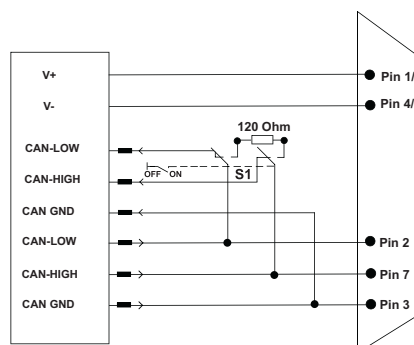 V+
Pin 1/
V-
Pin 4/
120 Ohm
CAN-LOW
OFF ON
S1
CAN-HIGH
CAN GND
CAN-LOW
Pin 2
CAN-HIGH
Pin 7
CAN GND
Pin 3